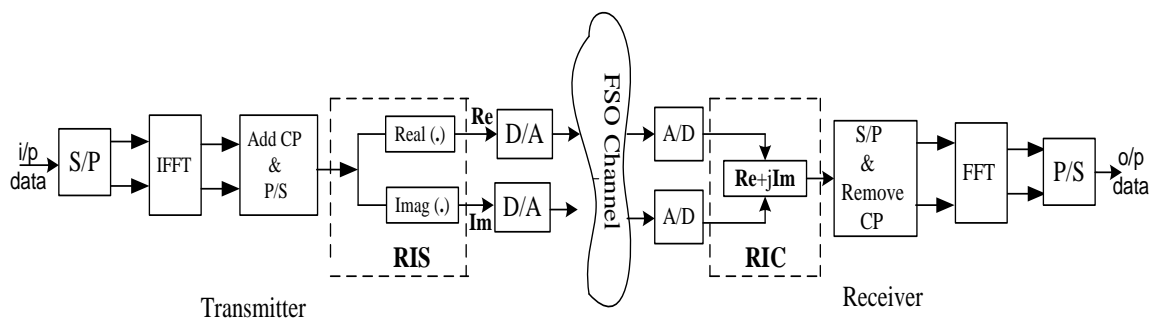 i/p
data
S/P
IFFT
Add CP
&
P/S
Real (.)
Imag (.)
RIS
Re
Im
D/A
D/A
FSO Channel
A/D
A/D
Re+jIm
RIC
S/P
&
Remove
CP
FFT
P/S
o/p
data
Transmitter
Receiver